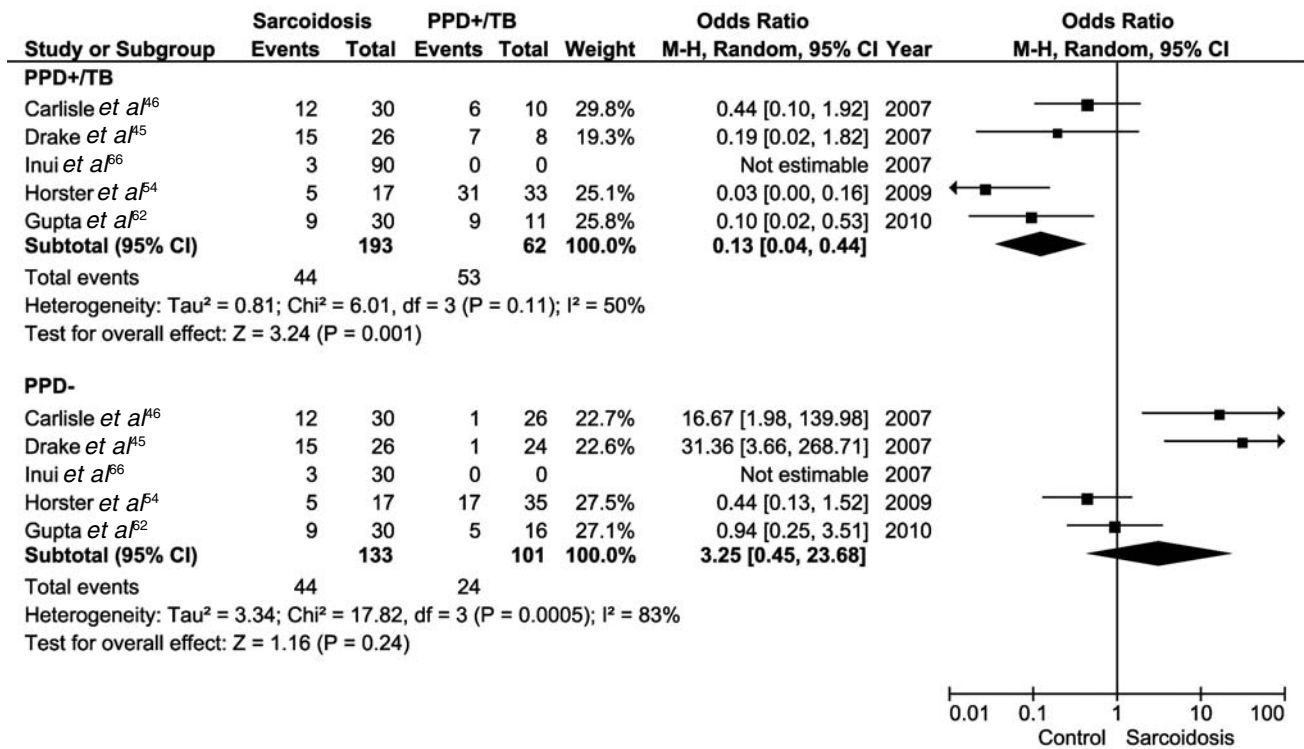 Sarcoidosis PPD+/TB Odds Ratio Odds Ratio
Study or Subgroup Events Total Events Total Weight M-H, Random, 95% CI Year M-H, Random, 95% CI
PPD+/TB
Carlisle et al46 12 30 6 10 29.8% 0.44 [0.10, 1.92] 2007
Drake et al45 15 26 7 8 19.3% 0.19 [0.02, 1.82] 2007
Inui et al66 3 90 0 0 Not estimable 2007
Horster et al54 5 17 31 33 25.1% 0.03 [0.00, 0.16] 2009
Gupta et al62 9 30 9 11 25.8% 0.10 [0.02, 0.53] 2010
Subtotal (95% CI) 193 62 100.0% 0.13 [0.04, 0.44]
Total events 44 53
Heterogeneity: Tau² = 0.81; Chi² = 6.01, df = 3 (P = 0.11); I² = 50%
Test for overall effect: Z = 3.24 (P = 0.001)
PPD-
Carlisle et al46 12 30 1 26 22.7% 16.67 [1.98, 139.98] 2007
Drake et al45 15 26 1 24 22.6% 31.36 [3.66, 268.71] 2007
Inui et al66 3 30 0 0 Not estimable 2007
Horster et al54 5 17 17 35 27.5% 0.44 [0.13, 1.52] 2009
Gupta et al62 9 30 5 16 27.1% 0.94 [0.25, 3.51] 2010
Subtotal (95% CI) 133 101 100.0% 3.25 [0.45, 23.68]
Total events 44 24
Heterogeneity: Tau² = 3.34; Chi² = 17.82, df = 3 (P = 0.0005); I² = 83%
Test for overall effect: Z = 1.16 (P = 0.24)
0.01 0.1 1 10 100
Control Sarcoidosis